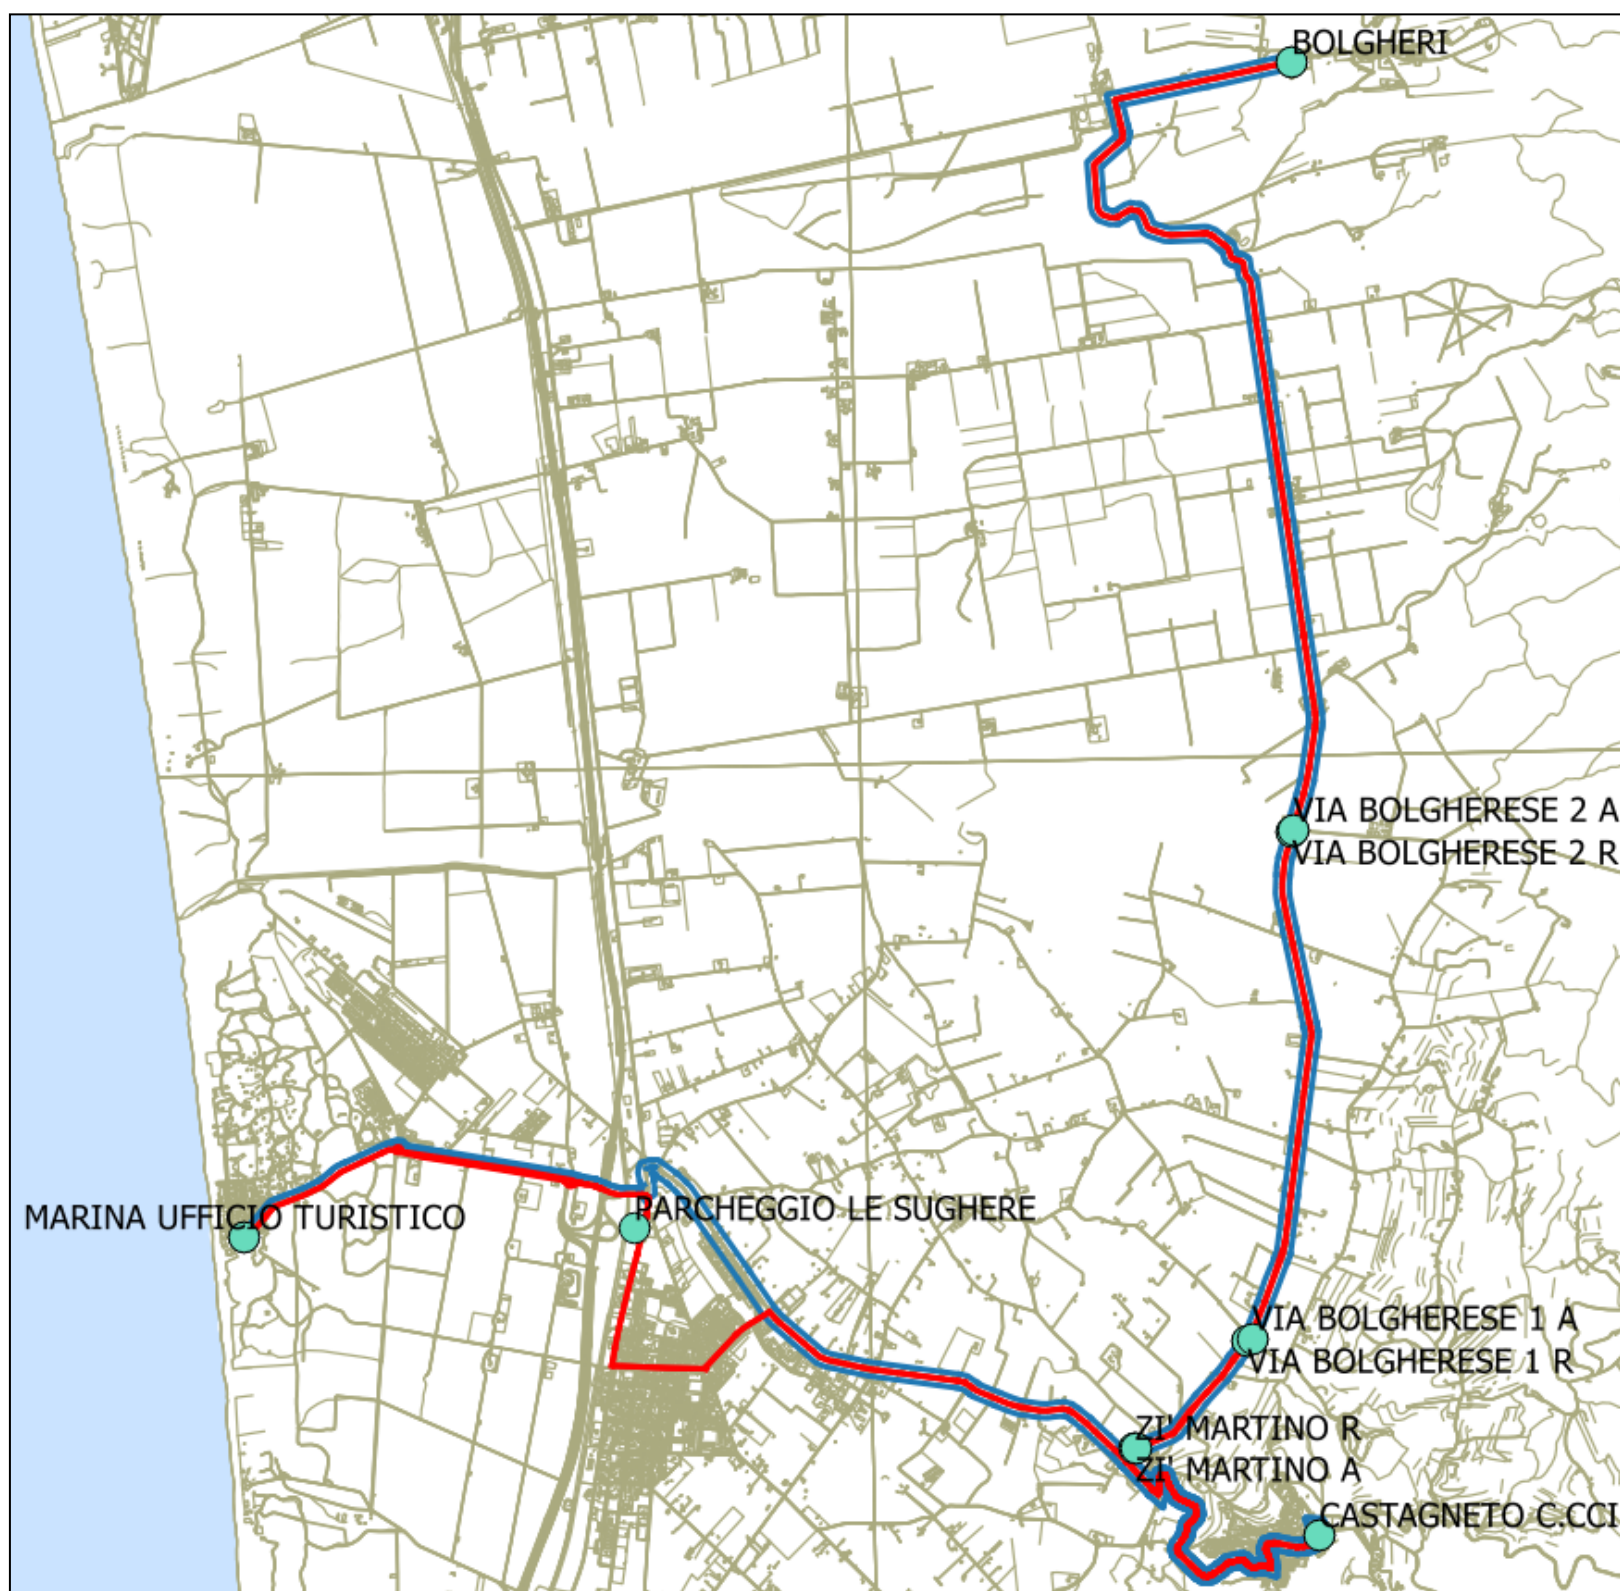 BOLGHERI
VIA BOLGHERESE 2 A
VIA BOLGHERESE 2 R
MARINA UFFICIO TURISTICO
PARCHEGGIO LE SUGHERE
VIA BOLGHERESE 1 A
VIA BOLGHERESE 1 R
ZI' MARTINO R
ZI' MARTINO A
CASTAGNETO C.CCI